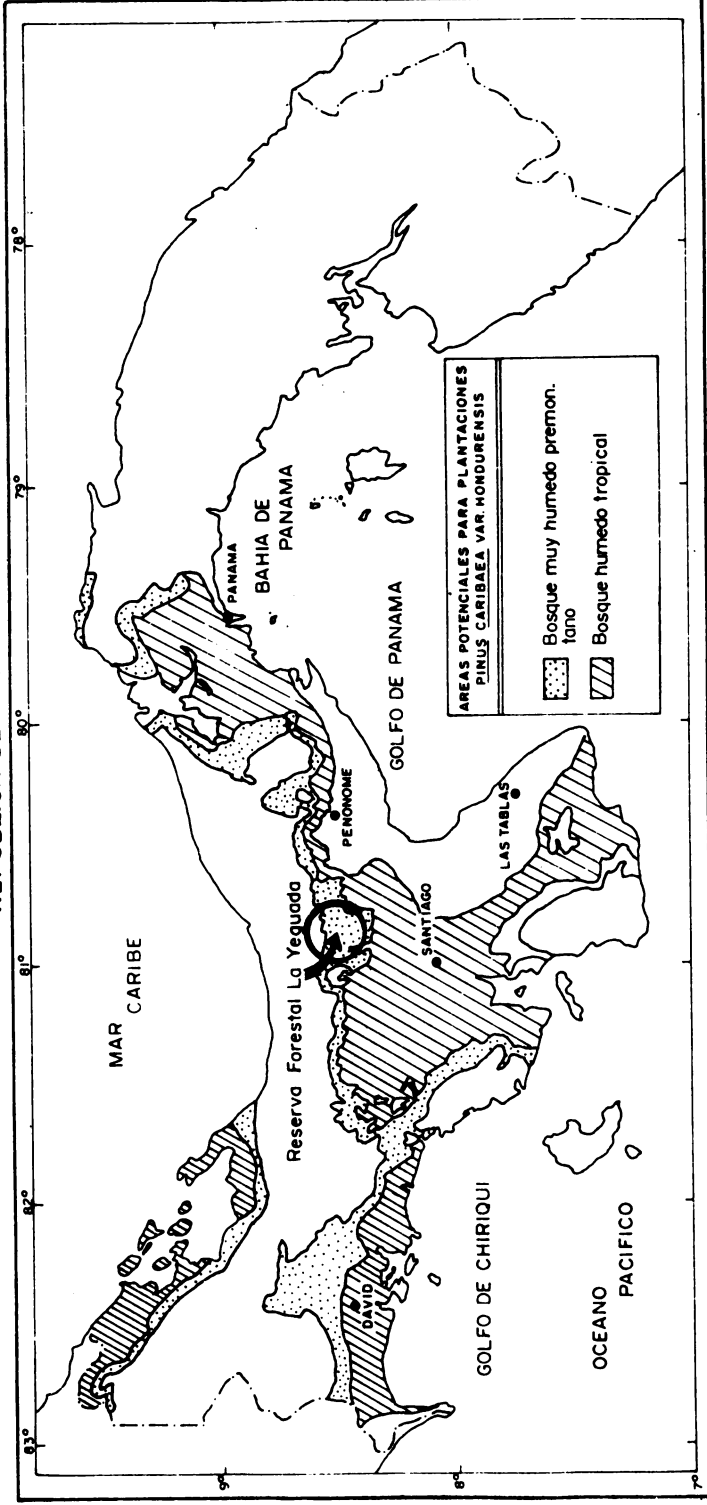 83°
82°
81°
80°
79°
78°
MAR
CARIBE
Reserva Forestal La Yeguada
PANAMA
BAHIA DE
PANAMA
PENONOME
GOLFO DE PANAMA
SANTIAGO
LAS TABLAS
DAVID
GOLFO DE CHIRIQUI
OCEANO
PACIFICO
9°
8°
7°
AREAS POTENCIALES PARA PLANTACIONES
PINUS CARIBAEA VAR. HONDURENSIS
Bosque muy humedo premon.
tano
Bosque humedo tropical